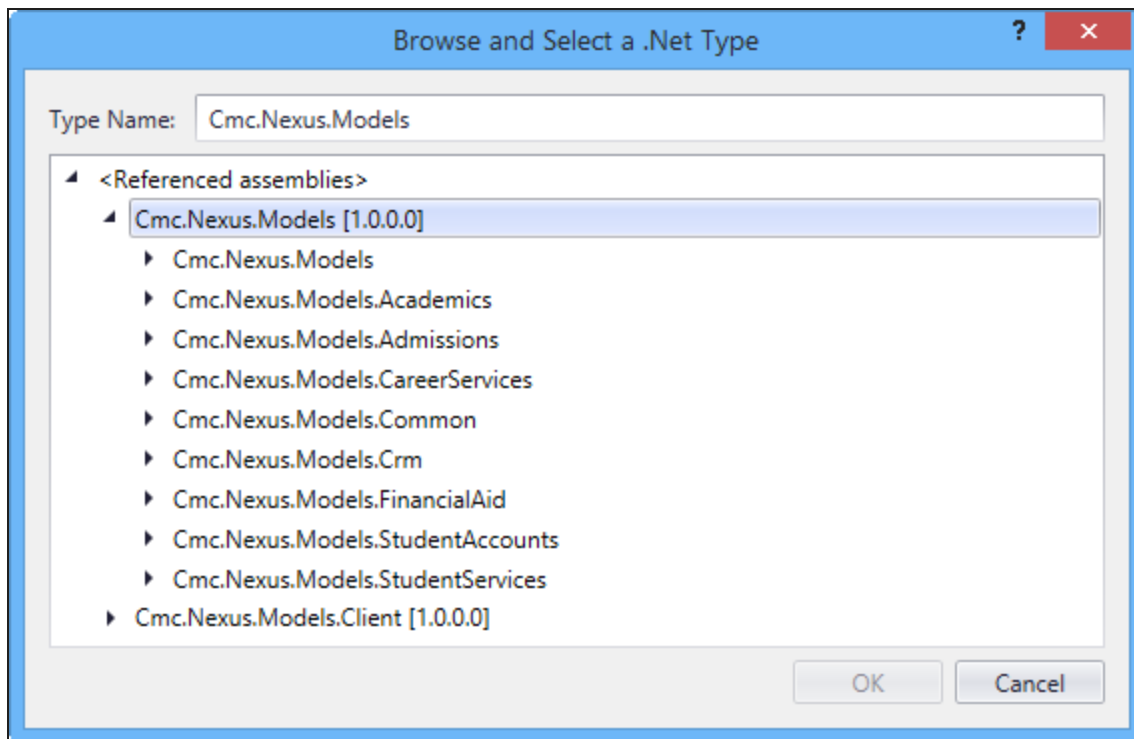 Browse and Select a .Net Type
?
Type Name: Cmc.Nexus.Models
<Referenced assemblies>
Cmc.Nexus.Models [1.0.0.0]
Cmc.Nexus.Models
Cmc.Nexus.Models.Academics
Cmc.Nexus.Models.Admissions
Cmc.Nexus.Models.CareerServices
Cmc.Nexus.Models.Common
Cmc.Nexus.Models.Crm
Cmc.Nexus.Models.FinancialAid
Cmc.Nexus.Models.StudentAccounts
Cmc.Nexus.Models.StudentServices
Cmc.Nexus.Models.Client [1.0.0.0]
OK Cancel